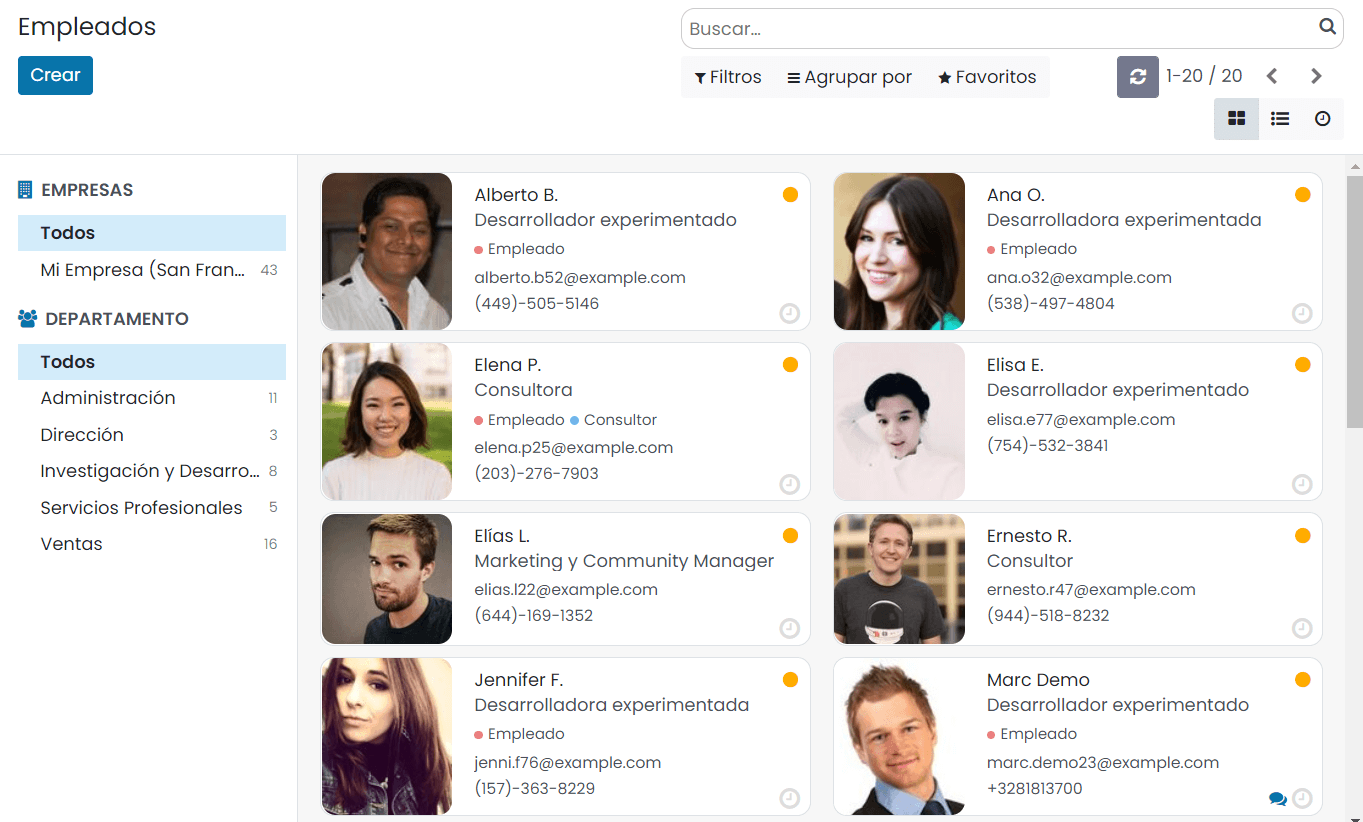 Empleados
Buscar...
Crear
Filtros
Agrupar por
Favoritos
1-20 / 20
EMPRESAS
Todos
Mi Empresa (San Fran... 43
DEPARTAMENTO
Todos
Administración 11
Dirección 3
Investigación y Desarro... 8
Servicios Profesionales 5
Ventas 16
Alberto B.
Desarrollador experimentado
Empleado
alberto.b52@example.com
(449)-505-5146
Ana O.
Desarrolladora experimentada
Empleado
ana.o32@example.com
(538)-497-4804
Elena P.
Consultora
Empleado Consultor
elena.p25@example.com
(203)-276-7903
Elisa E.
Desarrollador experimentado
elisa.e77@example.com
(754)-532-3841
Elías L.
Marketing y Community Manager
elias.l22@example.com
(644)-169-1352
Ernesto R.
Consultor
ernesto.r47@example.com
(944)-518-8232
Jennifer F.
Desarrolladora experimentada
Empleado
jenni.f76@example.com
(157)-363-8229
Marc Demo
Desarrollador experimentado
Empleado
marc.demo23@example.com
+3281813700